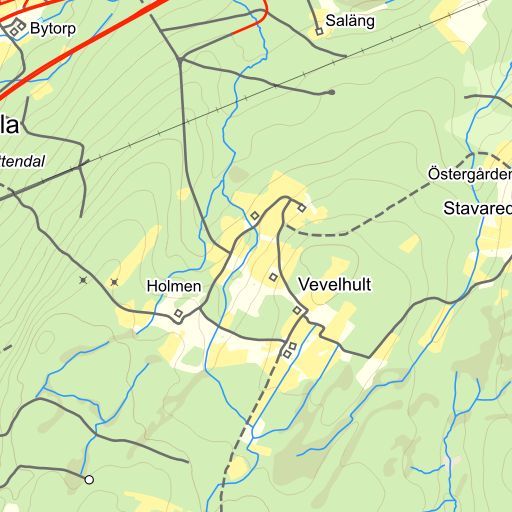 Saläng
Bytorp
la
ttendal
Östergården
Stavared
Holmen
Vevelhult